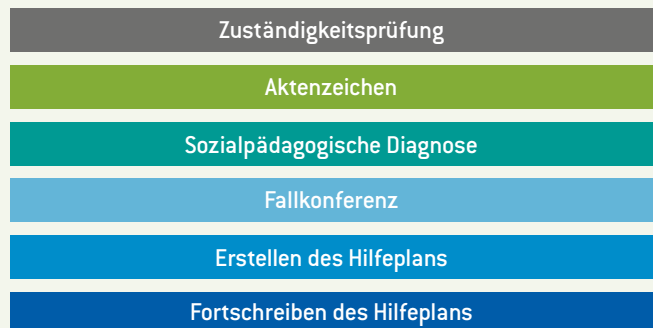 Zuständigkeitsprüfung
Aktenzeichen
Sozialpädagogische Diagnose
Fallkonferenz
Erstellen des Hilfeplans
Fortschreiben des Hilfeplans